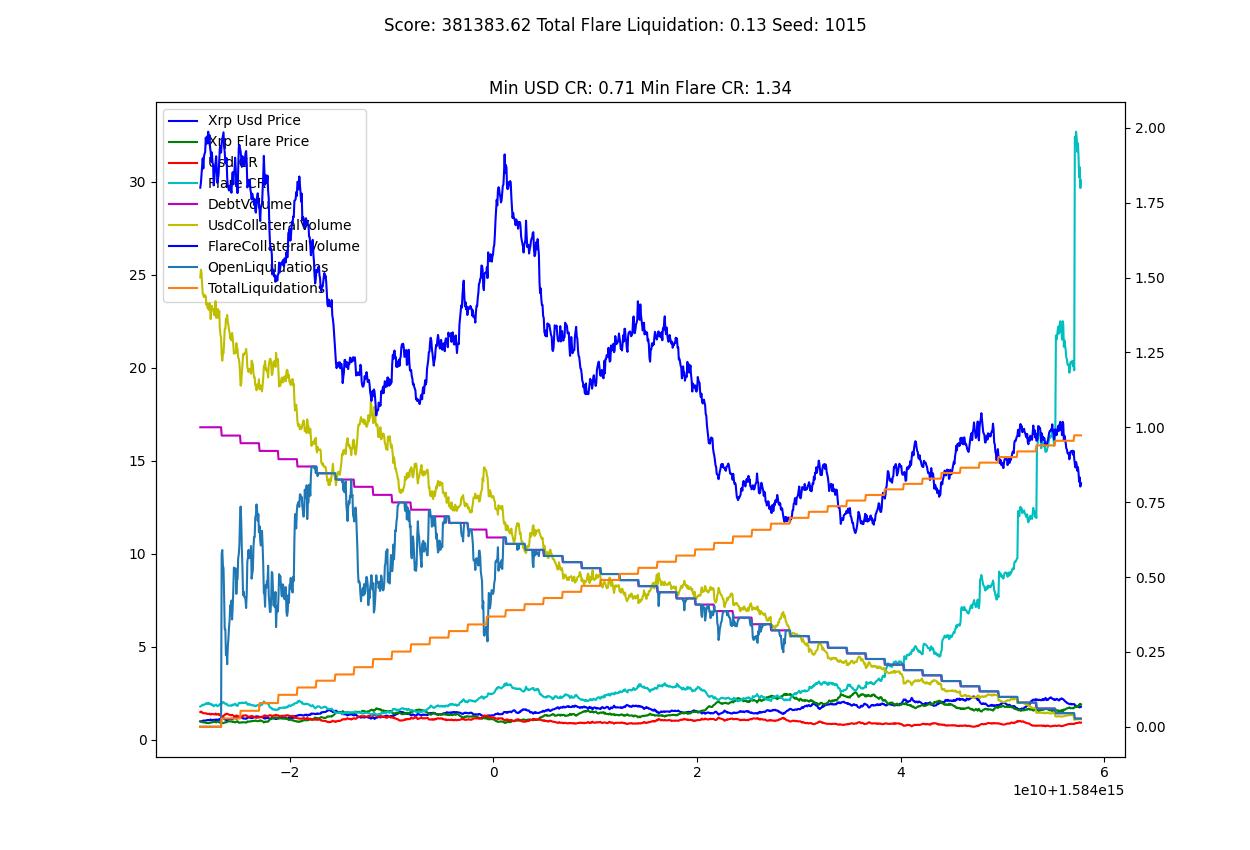 Score: 381383.62 Total Flare Liquidation: 0.13 Seed: 1015
Min USD CR: 0.71 Min Flare CR: 1.34
Xrp Usd Price
Xrp Flare Price
Usd CR
Flare CR
DebtVolume
UsdCollateralVolume
FlareCollateralVolume
OpenLiquidations
TotalLiquidations
30
25
20
15
10
5
0
2.00
1.75
1.50
1.25
1.00
0.75
0.50
0.25
0.00
−2
0
2
4
6
1e10+1.584e15